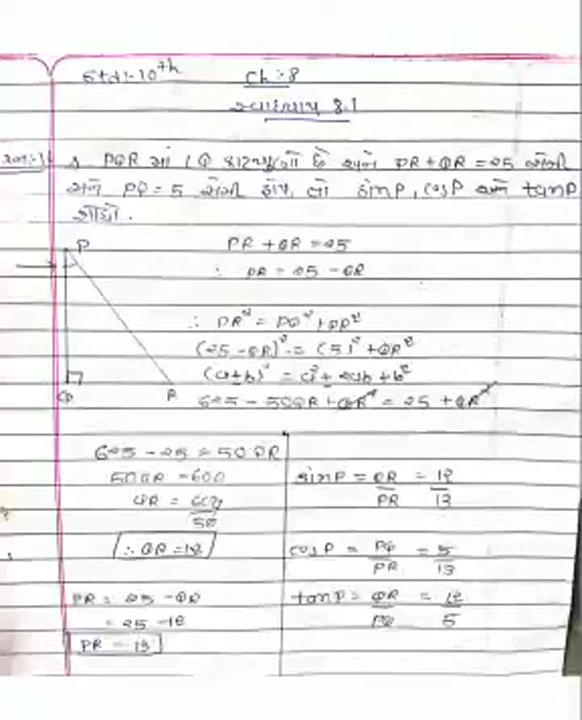 Std:-10th Ch:-8
સ્વાધ્યાય 8.1
Δ PQR માં ∠Q કાટખૂણો છે અને PR + QR = 25 સેમી
અને PQ = 5 સેમી હોય, તો sinP, cosP અને tanP
શોધો.
P
Q R
PR + QR = 25
∴ PR = 25 - QR
∴ PR² = PQ² + QR²
(25 - QR)² = (5)² + QR²
(a±b)² = a² ± 2ab + b²
625 - 50QR + QR² = 25 + QR²
625 - 25 = 50QR
50QR = 600
QR = 600/50
∴ QR = 12
PR = 25 - QR
= 25 - 12
PR = 13
sinP = QR/PR = 12/13
cosP = PQ/PR = 5/13
tanP = QR/PQ = 12/5